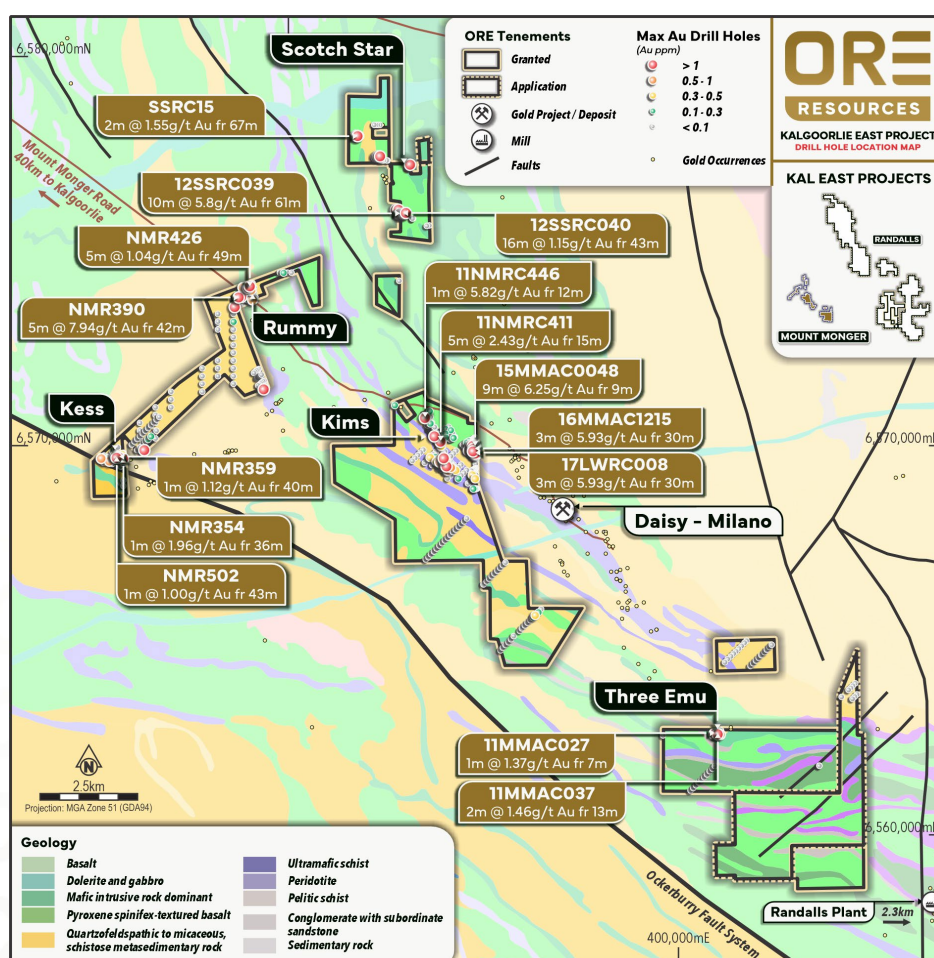 6,580,000mN
Scotch Star
ORE Tenements
Granted
Application
Gold Project / Deposit
Mill
Faults
Max Au Drill Holes
(Au ppm)
> 1
0.5 - 1
0.3 - 0.5
0.1 - 0.3
< 0.1
Gold Occurrences
ORE
RESOURCES
KALGOORLIE EAST PROJECT
DRILL HOLE LOCATION MAP
KAL EAST PROJECTS
RANDALLS
MOUNT MONGER
SSRC15
2m @ 1.55g/t Au fr 67m
Mount Monger Road
40km to Kalgoorlie
12SSRC039
10m @ 5.8g/t Au fr 61m
12SSRC040
16m @ 1.15g/t Au fr 43m
NMR426
5m @ 1.04g/t Au fr 49m
11NMRC446
1m @ 5.82g/t Au fr 12m
NMR390
5m @ 7.94g/t Au fr 42m
Rummy
11NMRC411
5m @ 2.43g/t Au fr 15m
15MMAC0048
9m @ 6.25g/t Au fr 9m
Kess
Kims
16MMAC1215
3m @ 5.93g/t Au fr 30m
6,570,000mN
6,570,000mN
NMR359
1m @ 1.12g/t Au fr 40m
17LWRC008
3m @ 5.93g/t Au fr 30m
Daisy - Milano
NMR354
1m @ 1.96g/t Au fr 36m
NMR502
1m @ 1.00g/t Au fr 43m
Three Emu
11MMAC027
1m @ 1.37g/t Au fr 7m
11MMAC037
2m @ 1.46g/t Au fr 13m
N
2.5km
Projection: MGA Zone 51 (GDA94)
6,560,000mN
Geology
Basalt
Dolerite and gabbro
Mafic intrusive rock dominant
Pyroxene spinifex-textured basalt
Quartzofeldspathic to micaceous,
schistose metasedimentary rock
Ultramafic schist
Peridotite
Pelitic schist
Conglomerate with subordinate
sandstone
Sedimentary rock
Ockerburry Fault System
400,000mE
Randalls Plant
2.3km